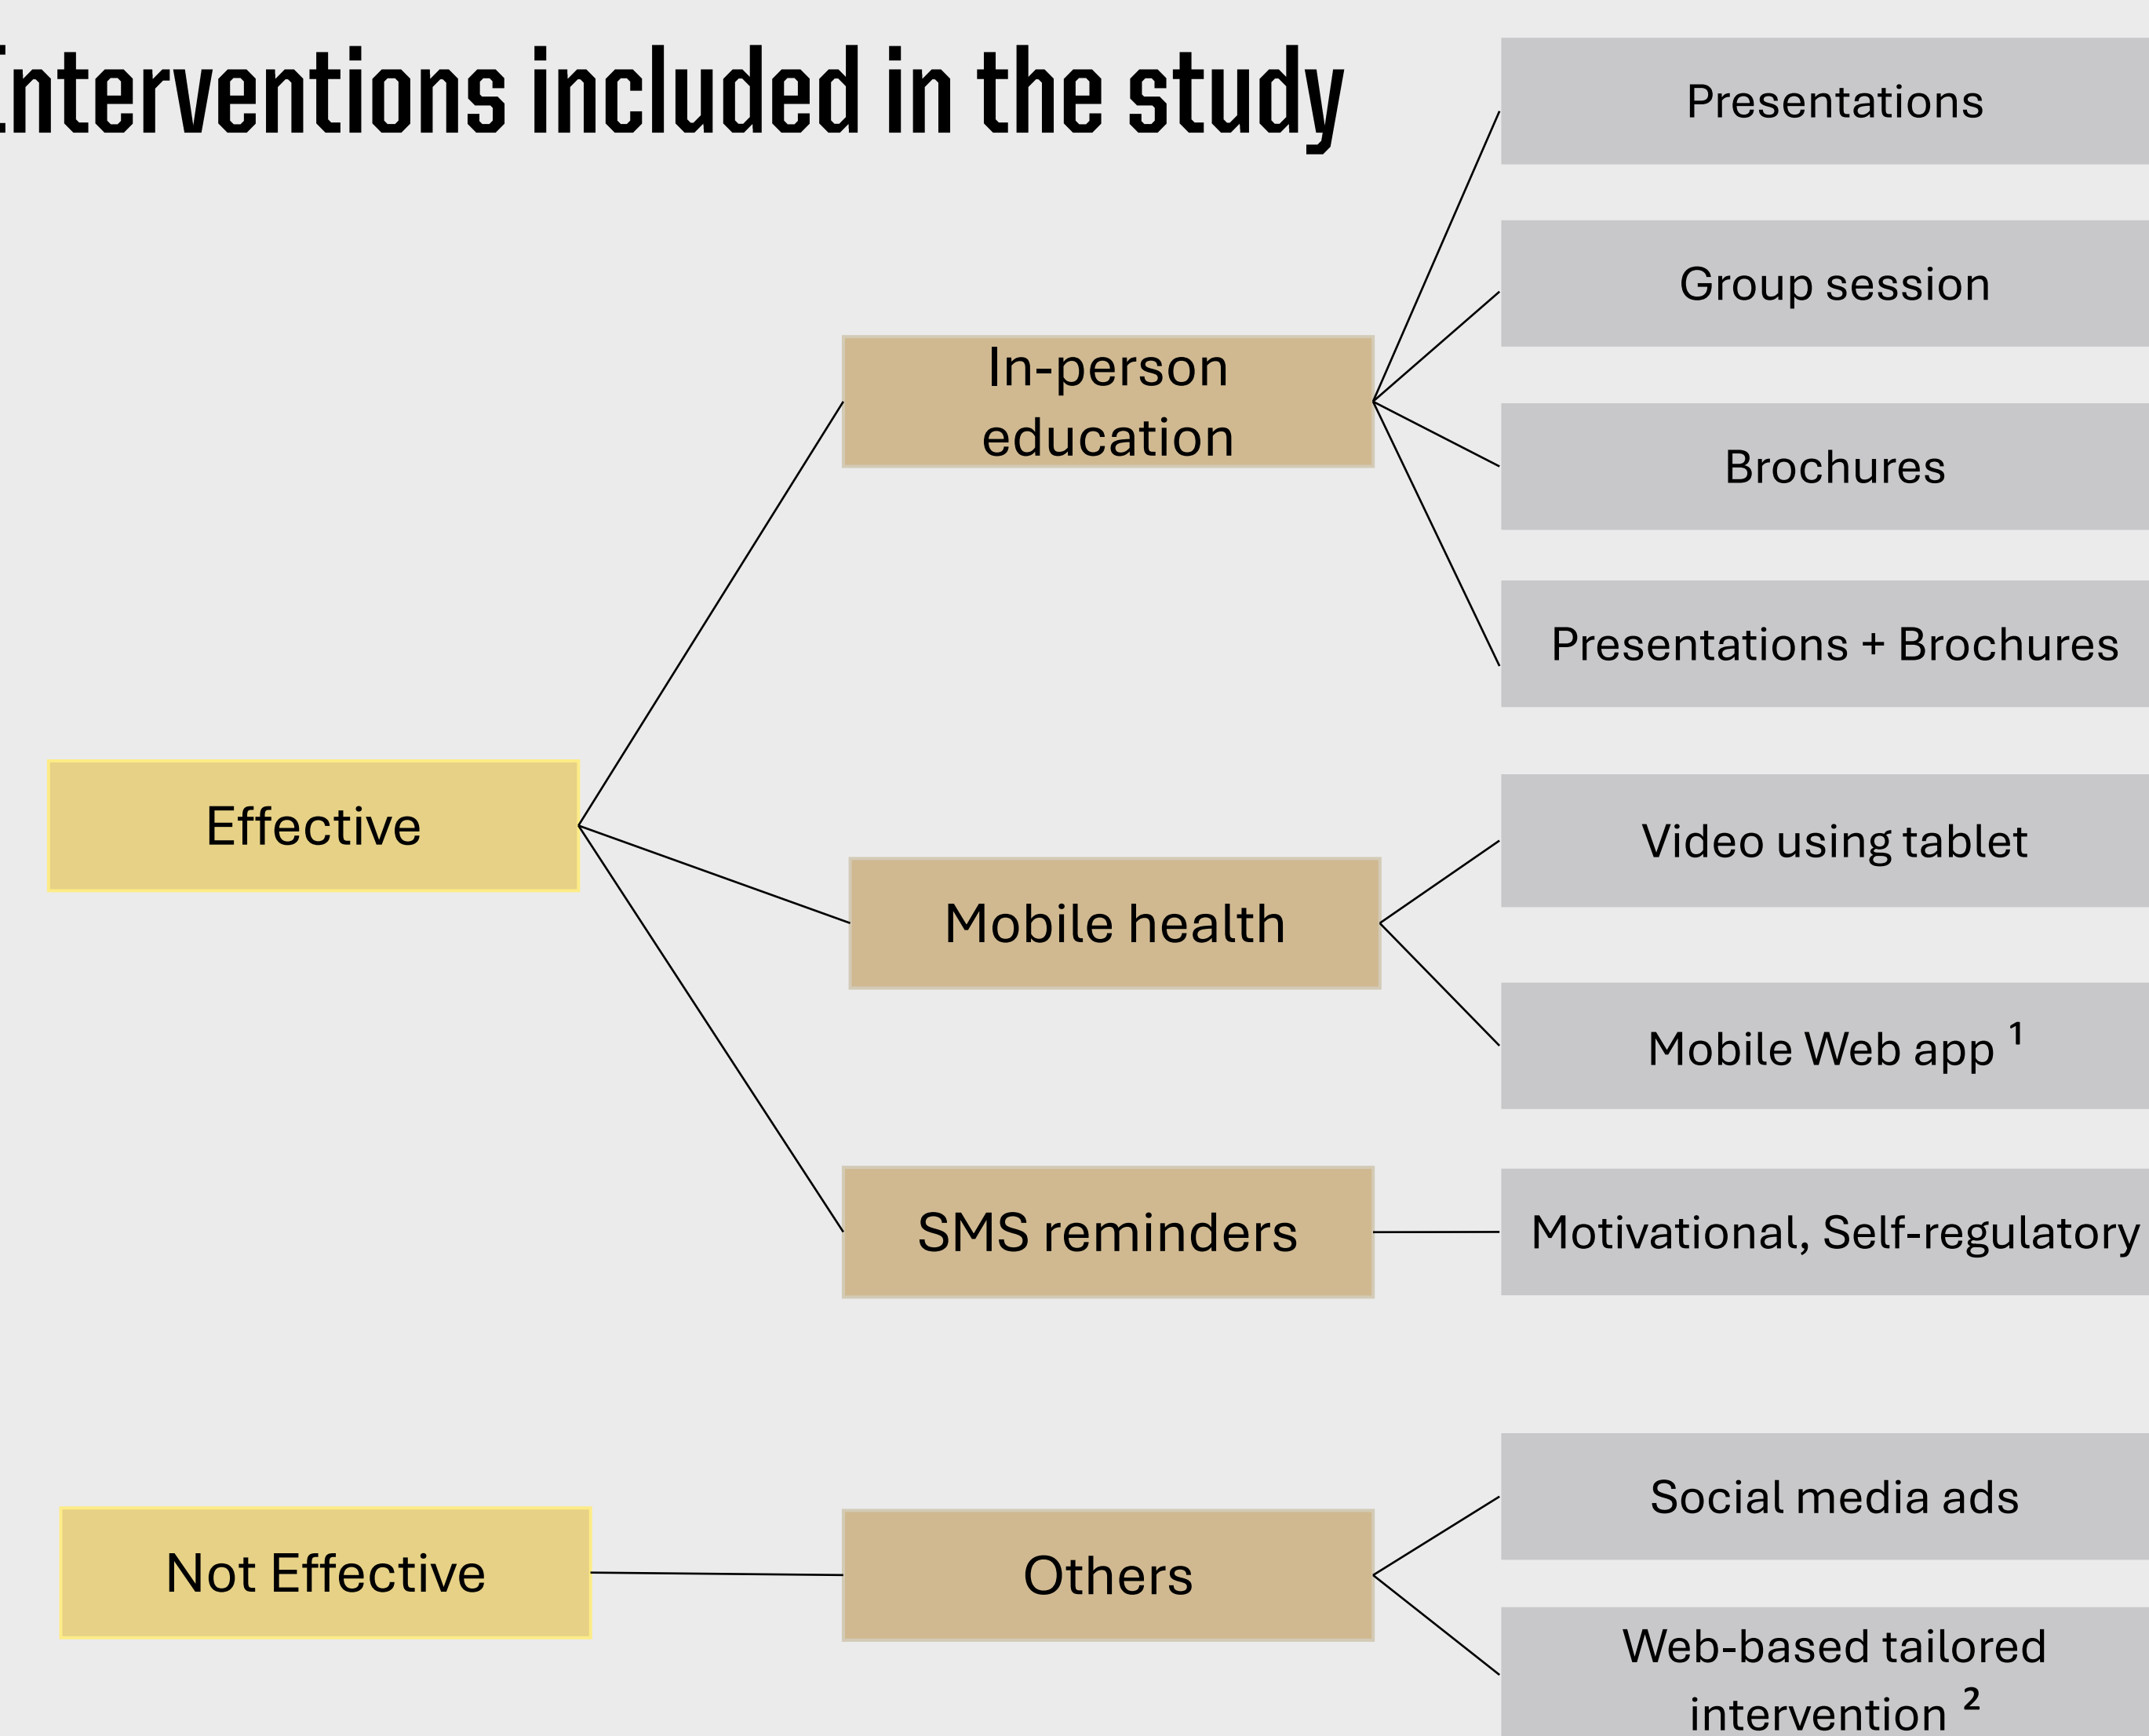 Interventions included in the study
Presentations
Group session
In-person
education
Brochures
Presentations + Brochures
Effective
Video using tablet
Mobile health
Mobile Web app ¹
SMS reminders
Motivational, Self-regulatory
Social media ads
Not Effective
Others
Web-based tailored
intervention ²